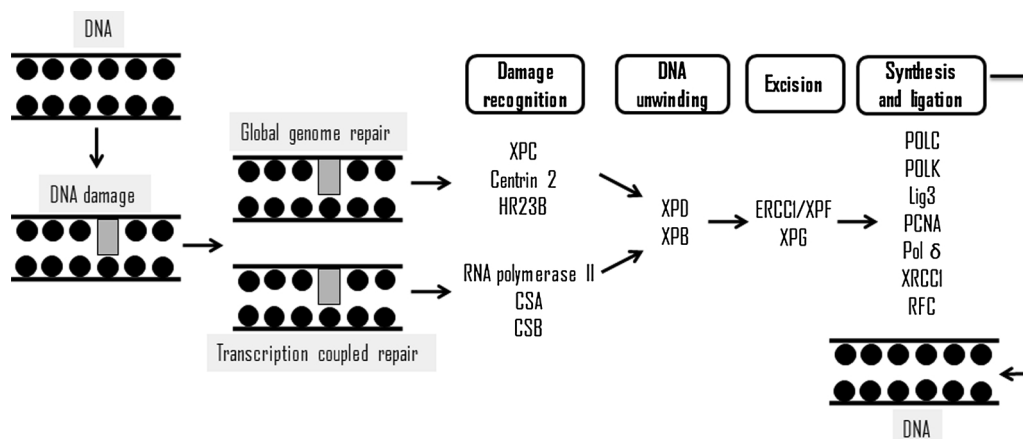 DNA
DNA damage
Global genome repair
Transcription coupled repair
Damage
recognition
XPC
Centrin 2
HR23B
RNA polymerase II
CSA
CSB
DNA
unwinding
XPD
XPB
Excision
ERCC1/XPF
XPG
Synthesis
and ligation
POLC
POLK
Lig3
PCNA
Pol δ
XRCC1
RFC
DNA